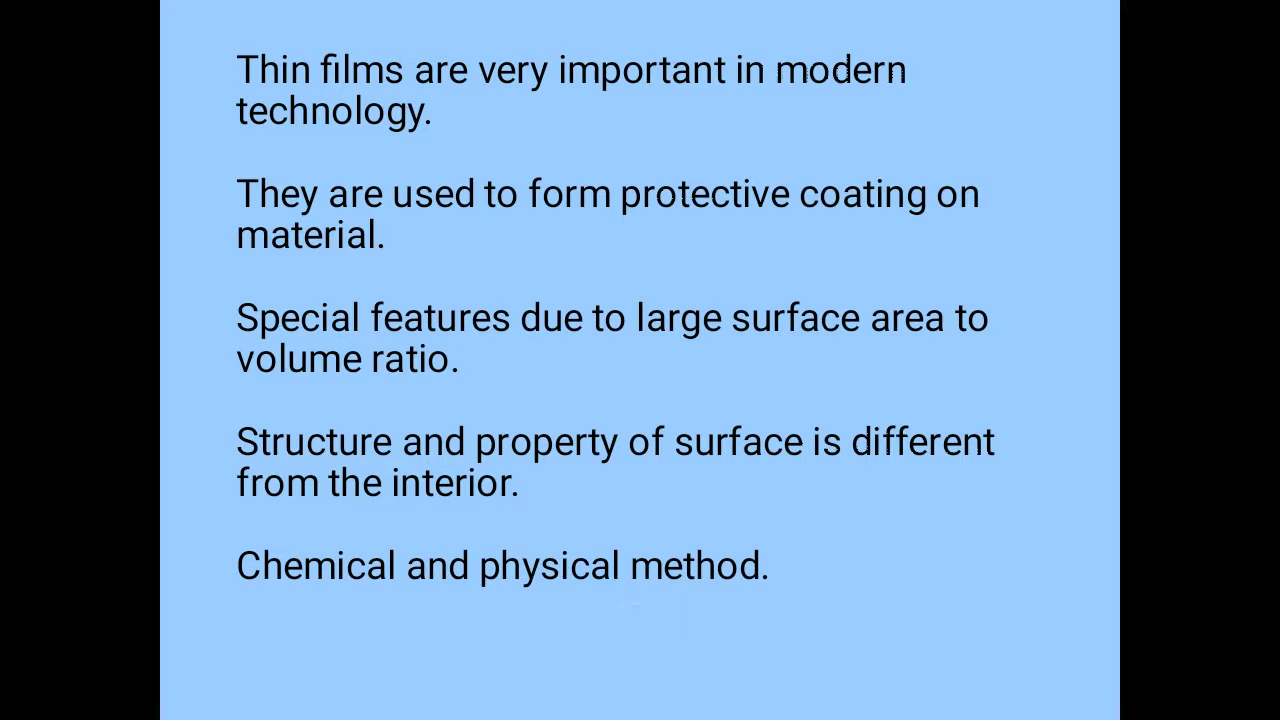 Thin films are very important in modern
technology.
They are used to form protective coating on
material.
Special features due to large surface area to
volume ratio.
Structure and property of surface is different
from the interior.
Chemical and physical method.